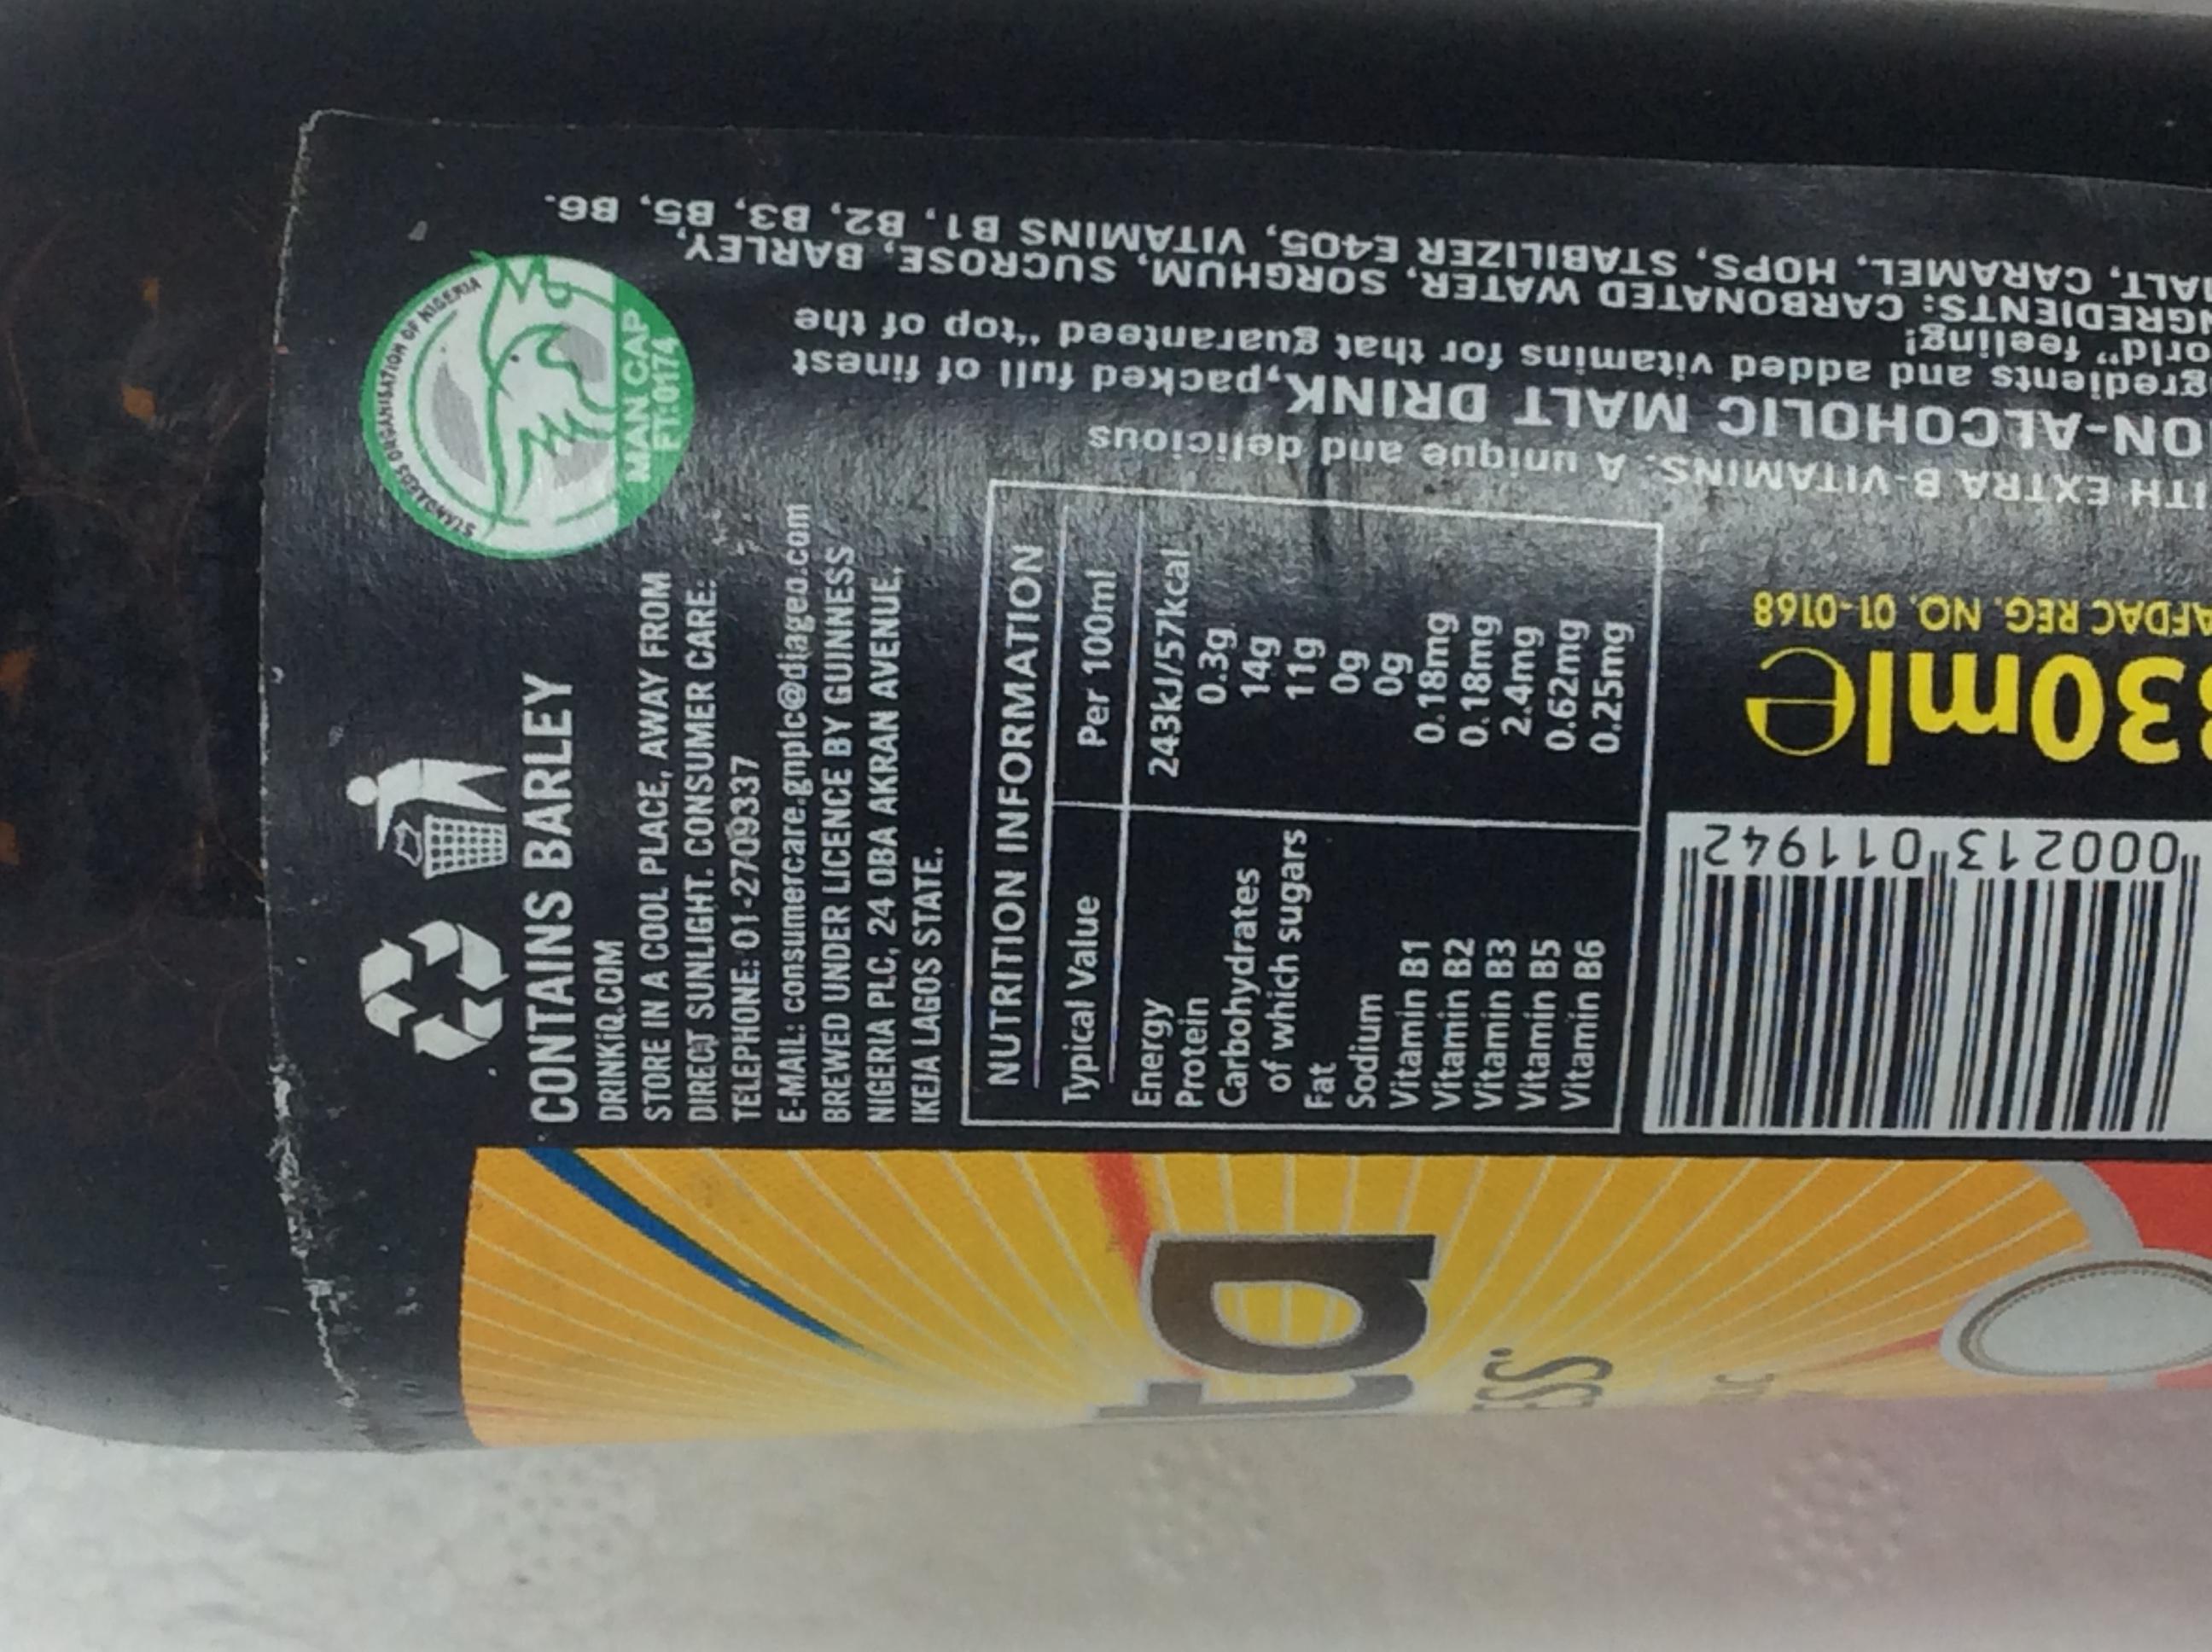 STANDARDS ORGANISATION OF NIGERIA
MAN CAP
FT:0174
CONTAINS BARLEY
DRINKiQ.COM
STORE IN A COOL PLACE, AWAY FROM
DIRECT SUNLIGHT. CONSUMER CARE:
TELEPHONE: 01-2709337
E-MAIL: consumercare.gnplc@diageo.com
BREWED UNDER LICENCE BY GUINNESS
NIGERIA PLC, 24 OBA AKRAN AVENUE,
IKEJA LAGOS STATE.
NUTRITION INFORMATION
Typical Value Per 100ml
Energy 243kJ/57kcal
Protein 0.3g
Carbohydrates 14g
of which sugars 11g
Fat 0g
Sodium 0g
Vitamin B1 0.18mg
Vitamin B2 0.18mg
Vitamin B3 2.4mg
Vitamin B5 0.62mg
Vitamin B6 0.25mg
000213 011942
30ml e
AFDAC REG. NO. 01-0168
ITH EXTRA B-VITAMINS. A unique and delicious
ON-ALCOHOLIC MALT DRINK, packed full of finest
gredients and added vitamins for that guaranteed "top of the
orld" feeling!
NGREDIENTS: CARBONATED WATER, SORGHUM, SUCROSE, BARLEY,
ALT, CARAMEL, HOPS, STABILIZER E405, VITAMINS B1, B2, B3, B5, B6.
ta
ESS